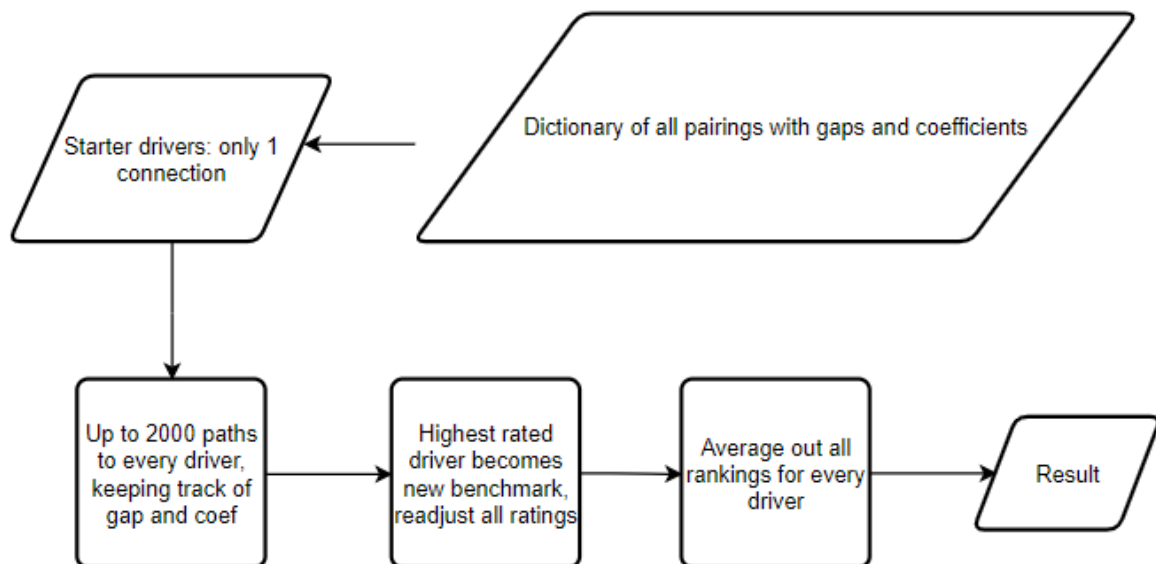 Dictionary of all pairings with gaps and coefficients
Starter drivers: only 1
connection
Up to 2000 paths
to every driver,
keeping track of
gap and coef
Highest rated
driver becomes
new benchmark,
readjust all ratings
Average out all
rankings for every
driver
Result